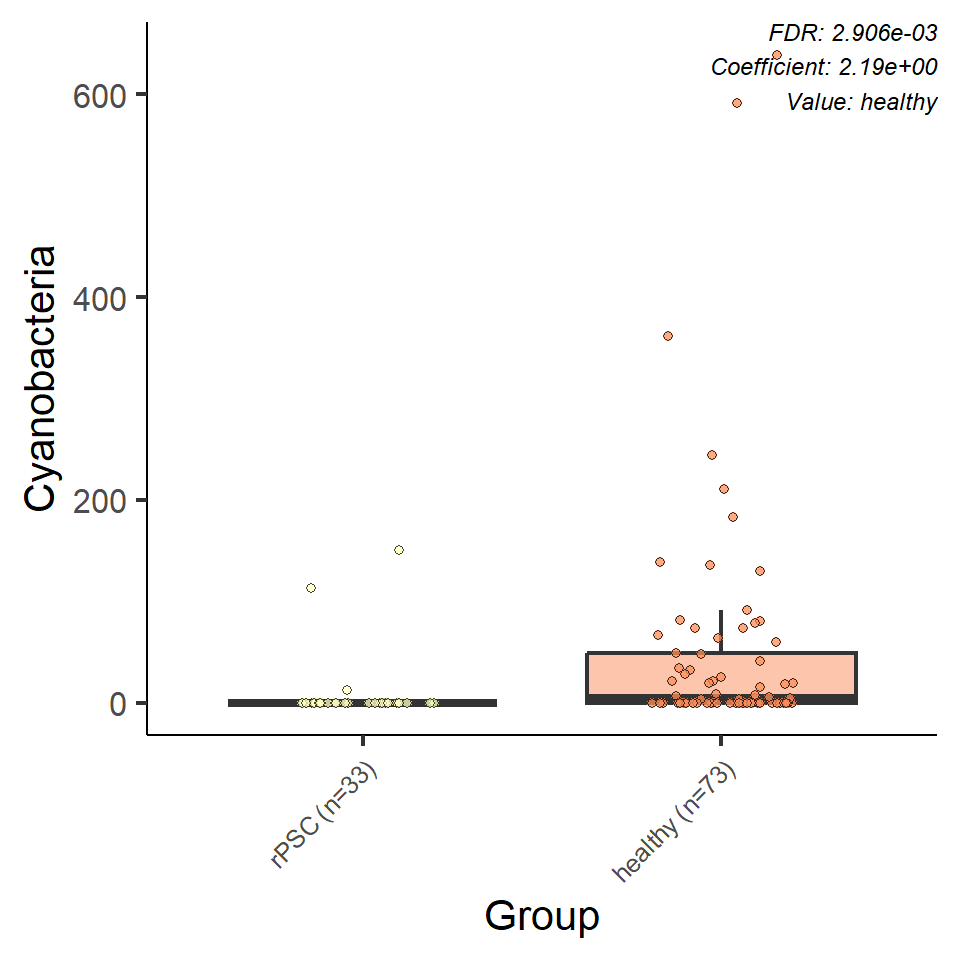 FDR: 2.906e-03
Coefficient: 2.19e+00
Value: healthy
600
400
200
0
Cyanobacteria
rPSC (n=33)
healthy (n=73)
Group